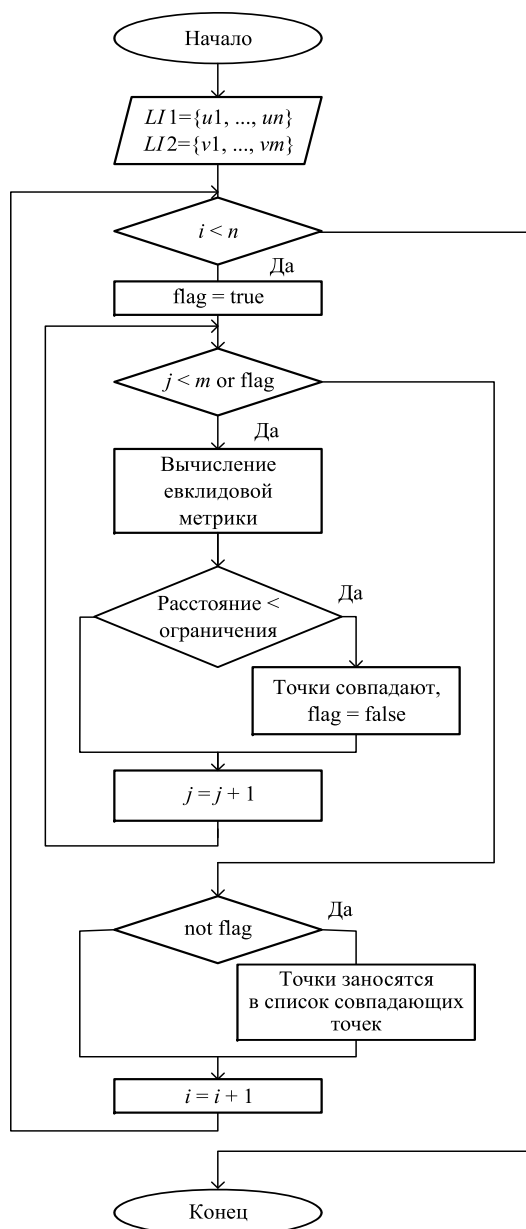 Начало
LI1={u1, ..., un}
LI2={v1, ..., vm}
i < n
Да
flag = true
j < m or flag
Да
Вычисление
евклидовой
метрики
Расстояние <
ограничения
Да
Точки совпадают,
flag = false
j = j + 1
not flag
Да
Точки заносятся
в список совпадающих
точек
i = i + 1
Конец